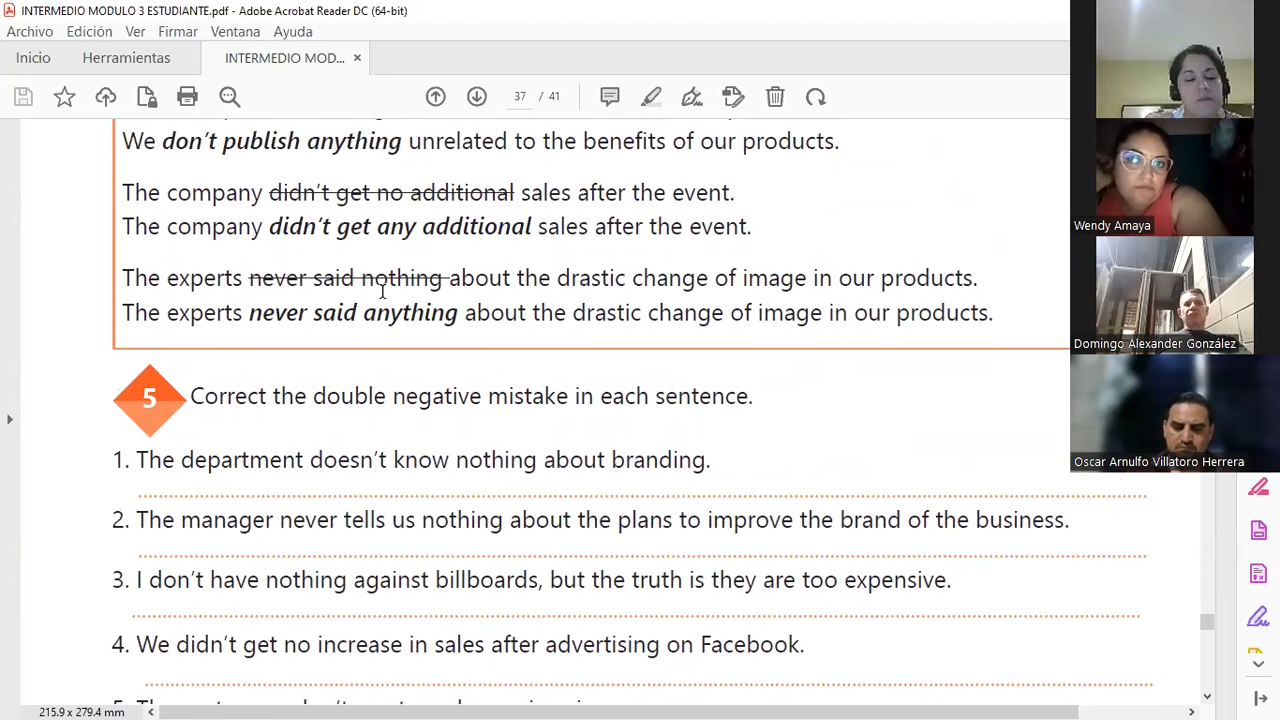 INTERMEDIO MODULO 3 ESTUDIANTE.pdf - Adobe Acrobat Reader DC (64-bit)
Archivo Edición Ver Firmar Ventana Ayuda
Inicio Herramientas INTERMEDIO MOD... ×
37 / 41
We don't publish anything unrelated to the benefits of our products.
The company didn't get no additional sales after the event.
The company didn't get any additional sales after the event.
The experts never said nothing about the drastic change of image in our products.
The experts never said anything about the drastic change of image in our products.
5 Correct the double negative mistake in each sentence.
1. The department doesn't know nothing about branding.
2. The manager never tells us nothing about the plans to improve the brand of the business.
3. I don't have nothing against billboards, but the truth is they are too expensive.
4. We didn't get no increase in sales after advertising on Facebook.
215.9 x 279.4 mm
Wendy Amaya
Domingo Alexander González
Oscar Arnulfo Villatoro Herrera